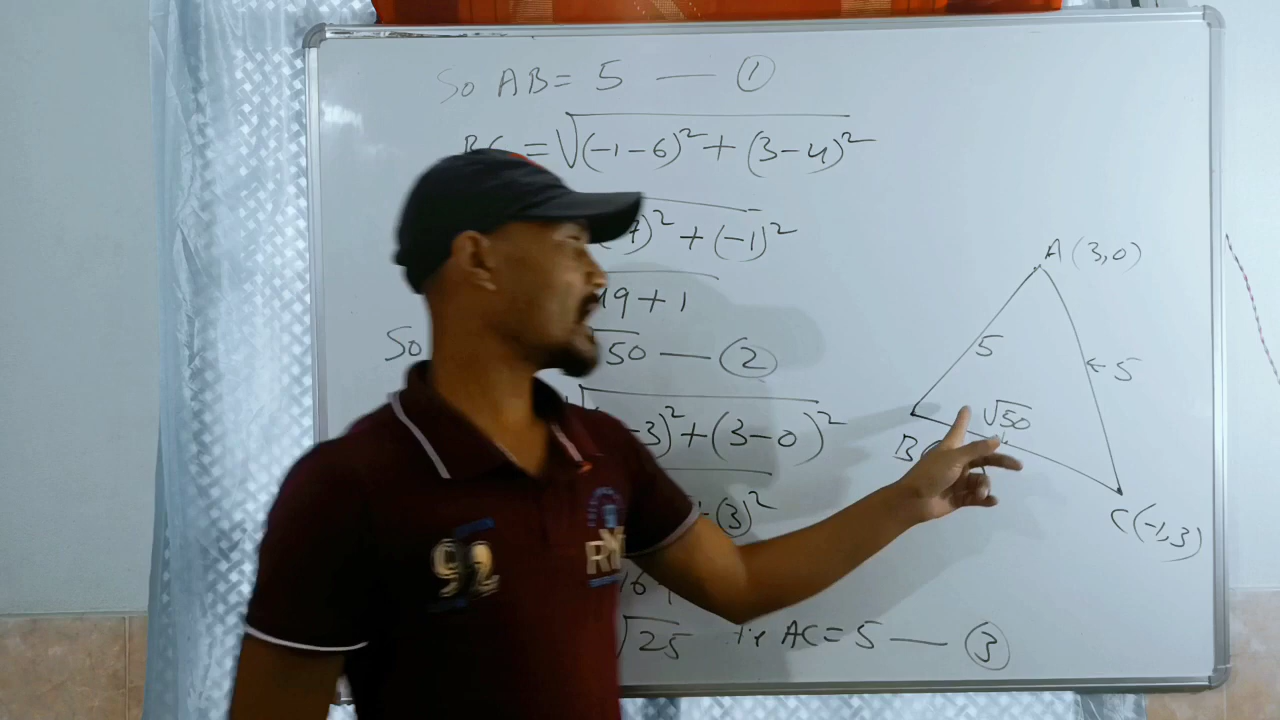 So AB = 5 — ①
BC = √(-1-6)² + (3-4)²
7)² + (-1)²
49 + 1
So √50 — ②
-3)² + (3-0)²
+ (3)²
16 +
√25 i.e AC = 5 — ③
A (3,0)
5
← 5
√50
B (
C (-1,3)
92
RM